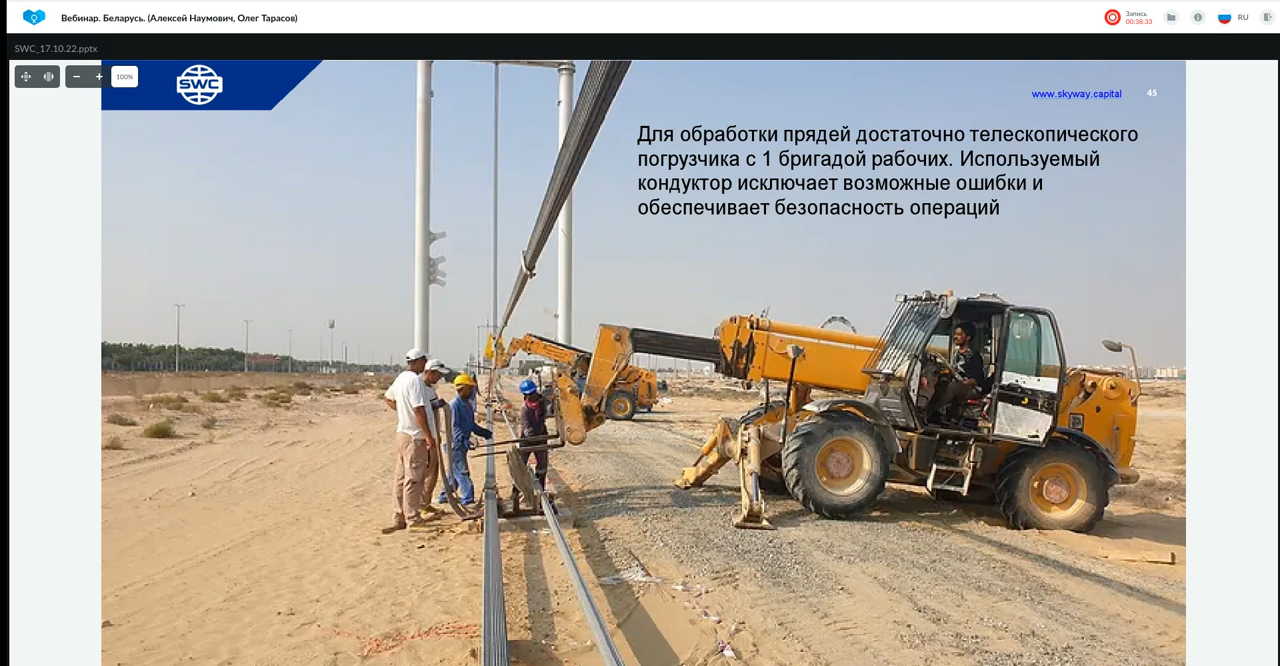 Вебинар. Беларусь. (Алексей Наумович, Олег Тарасов)
Запись
00:38:33
RU
SWC_17.10.22.pptx
100%
SWC
www.skyway.capital
45
Для обработки прядей достаточно телескопического
погрузчика с 1 бригадой рабочих. Используемый
кондуктор исключает возможные ошибки и
обеспечивает безопасность операций